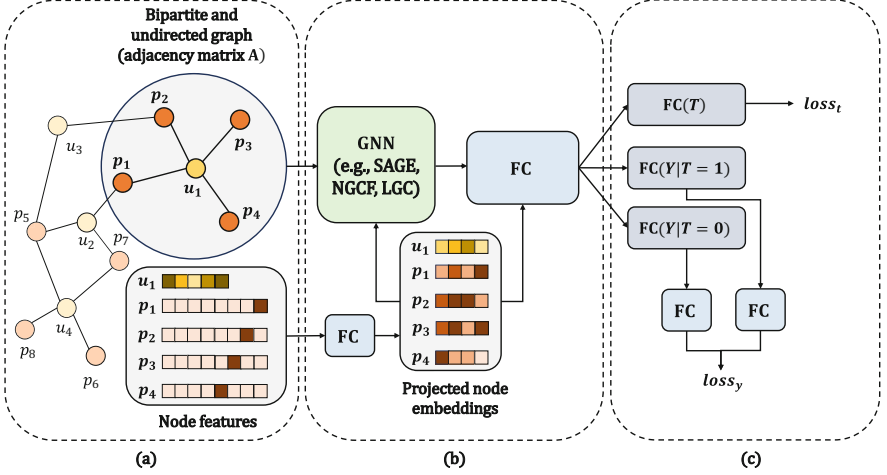 Bipartite and
undirected graph
(adjacency matrix A)
p₂
p₃
u₃
p₁
u₁
p₄
p₅
u₂
p₇
u₄
p₈
p₆
u₁
p₁
p₂
p₃
p₄
Node features
(a)
GNN
(e.g., SAGE,
NGCF, LGC)
FC
FC
u₁
p₁
p₂
p₃
p₄
Projected node
embeddings
(b)
FC(T)
loss_t
FC(Y|T = 1)
FC(Y|T = 0)
FC
FC
loss_y
(c)